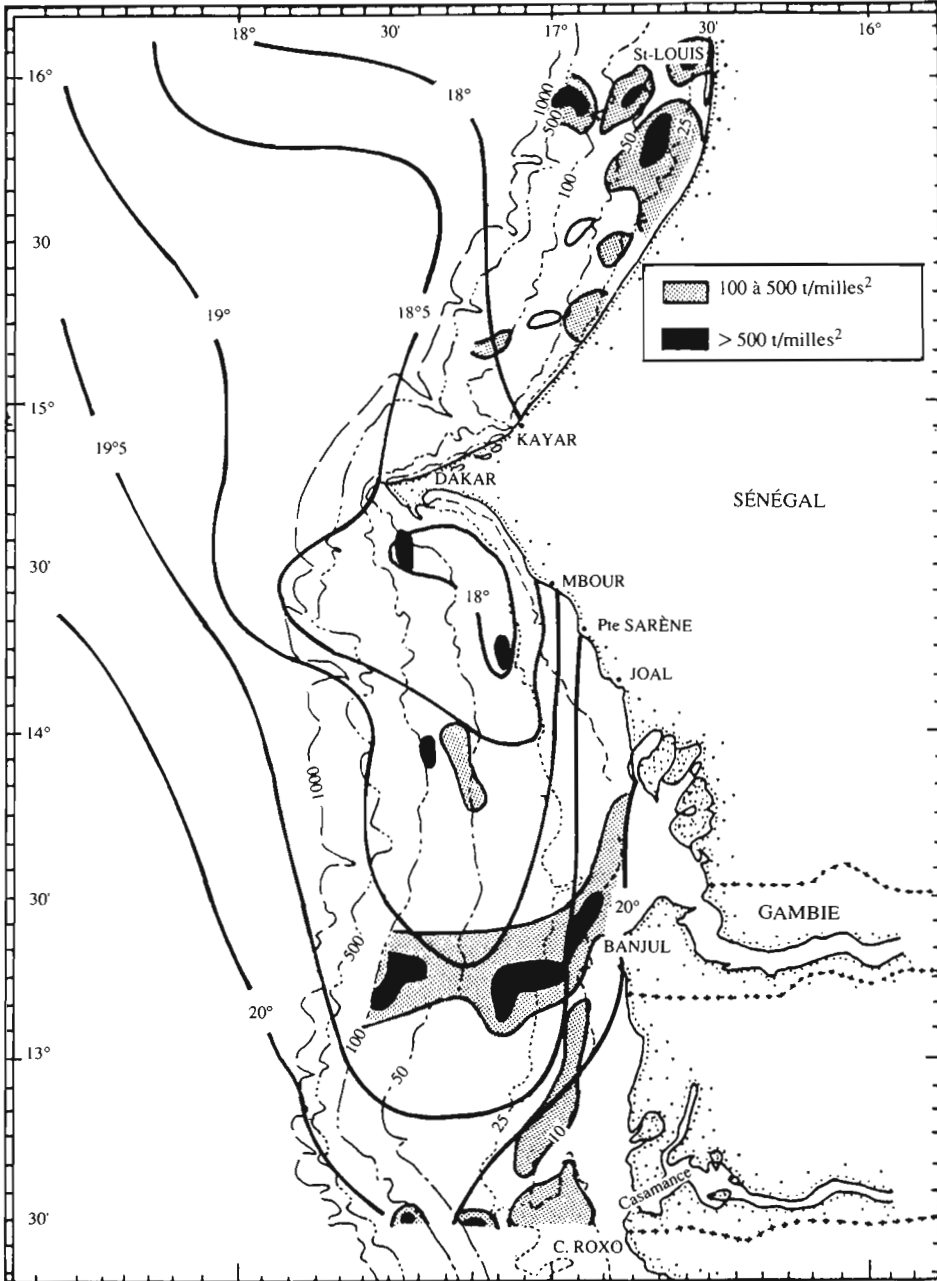 18°
30'
17°
30'
16°
St-LOUIS
16°
18°
1000
500
50
25
100
30
100 à 500 t/milles²
19°
18°5
> 500 t/milles²
15°
KAYAR
19°5
DAKAR
SÉNÉGAL
30'
MBOUR
18°
Pte SARÈNE
JOAL
14°
1000
30'
20°
GAMBIE
500
BANJUL
20°
100
13°
50
25
10
Casamance
30'
C. ROXO